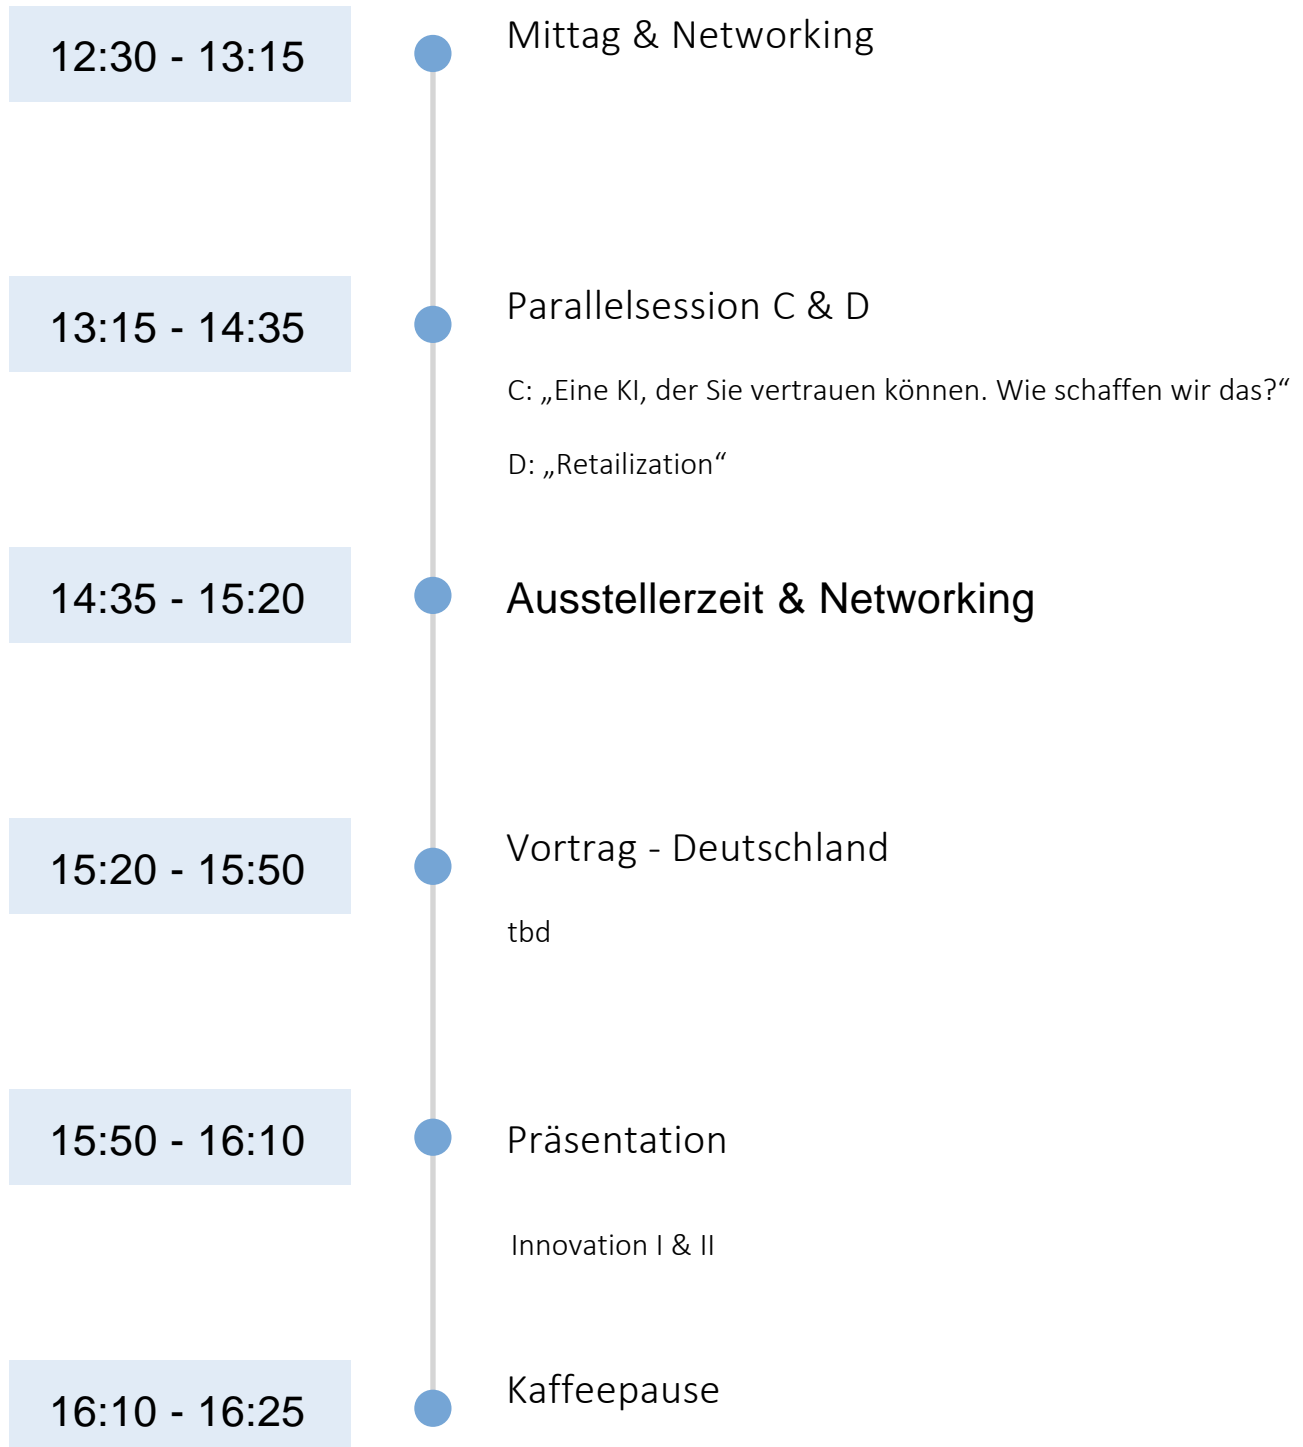 12:30 - 13:15
Mittag & Networking
13:15 - 14:35
Parallelsession C & D
C: „Eine KI, der Sie vertrauen können. Wie schaffen wir das?“
D: „Retailization“
14:35 - 15:20
Ausstellerzeit & Networking
15:20 - 15:50
Vortrag - Deutschland
tbd
15:50 - 16:10
Präsentation
Innovation I & II
16:10 - 16:25
Kaffeepause